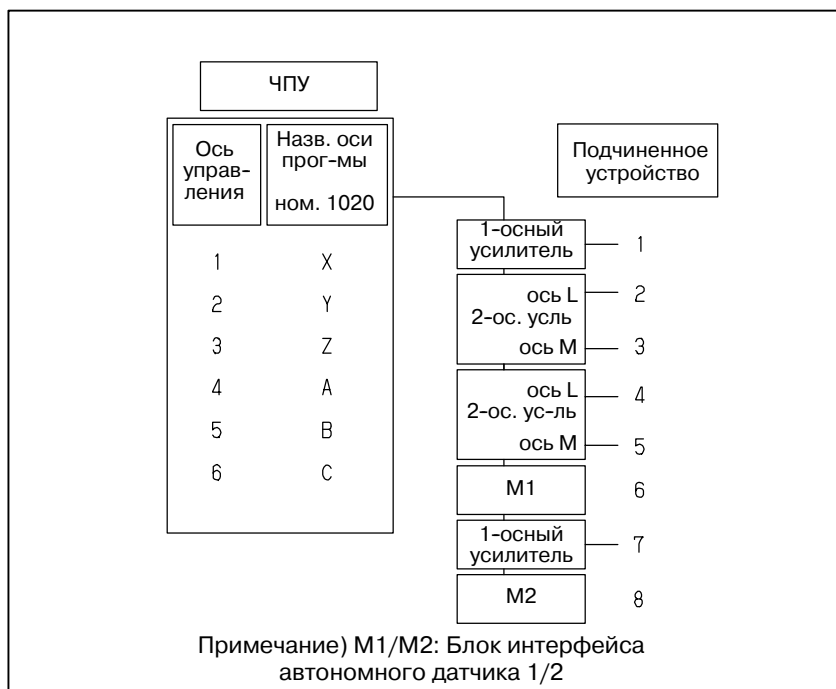 ЧПУ
Ось
управ-
ления
Назв. оси
прог-мы
ном. 1020
1 X
2 Y
3 Z
4 A
5 B
6 C
Подчиненное
устройство
1-осный
усилитель
1
ось L
2
2-ос. усль
ось M
3
ось L
4
2-ос. ус-ль
ось M
5
M1
6
1-осный
усилитель
7
M2
8
Примечание) M1/M2: Блок интерфейса
автономного датчика 1/2